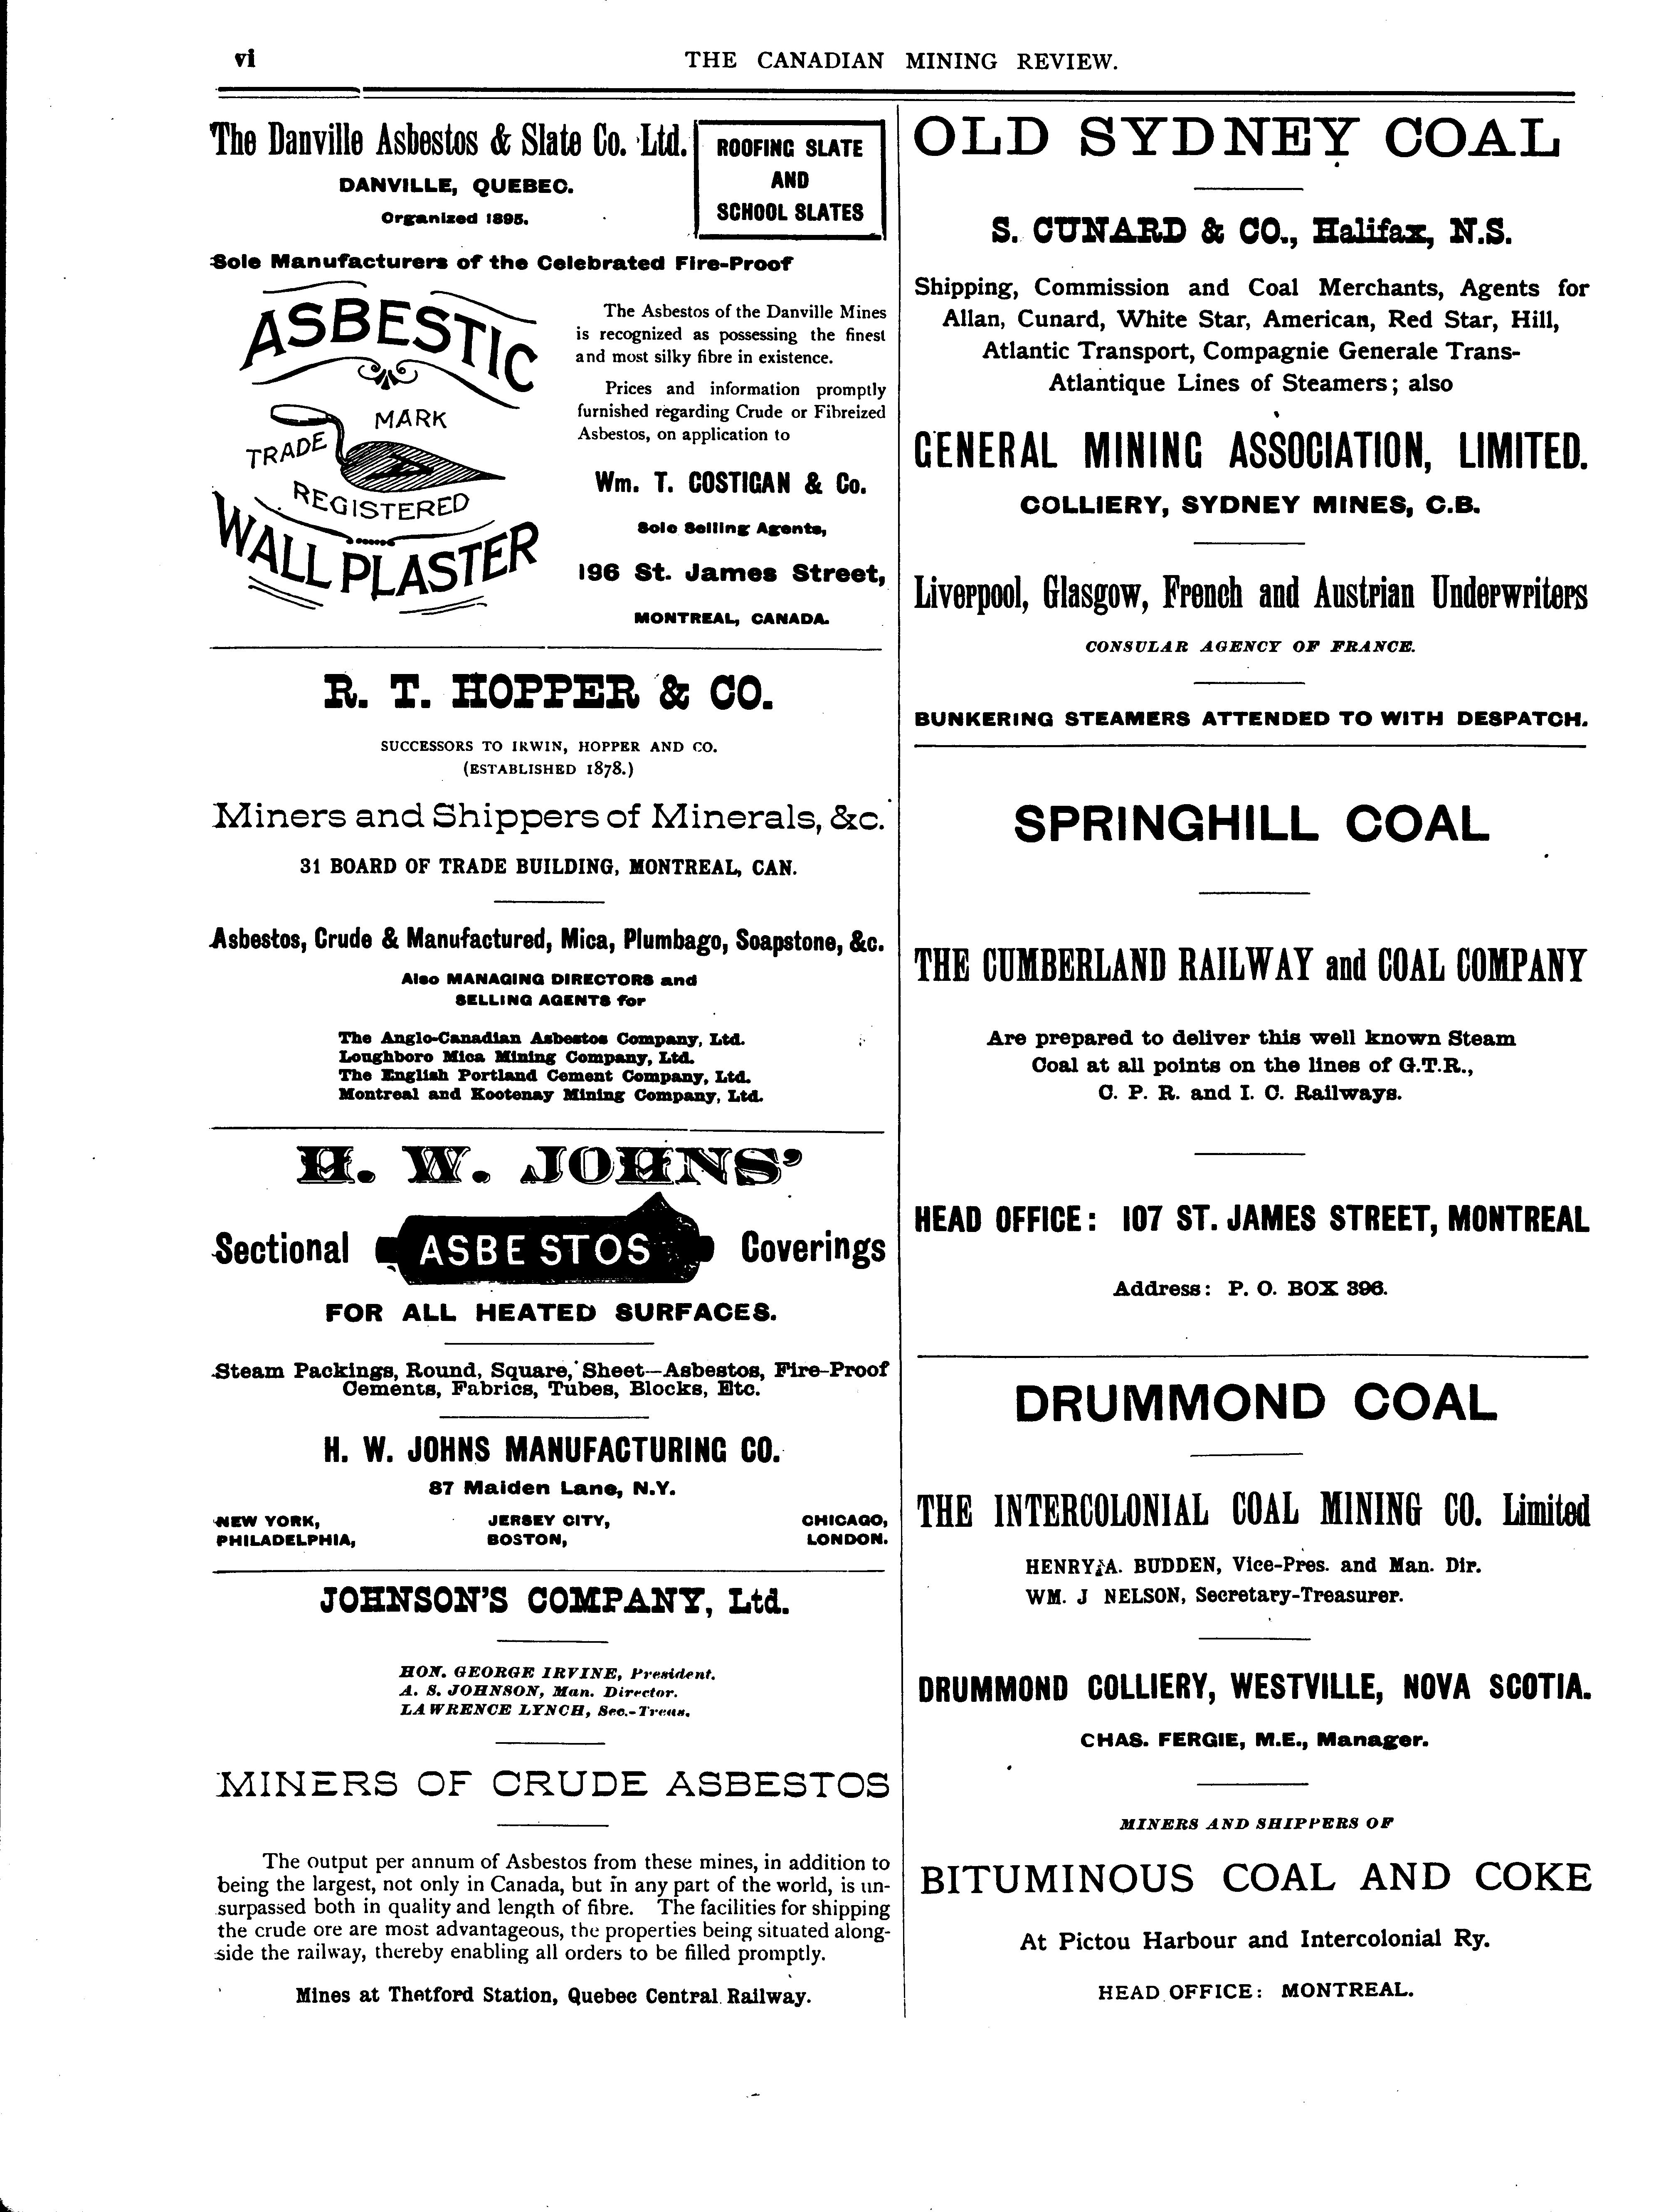 vi
THE CANADIAN MINING REVIEW.
The Danville Asbestos & Slate Co. Ltd.
DANVILLE, QUEBEC.
Organized 1895.
ROOFING SLATE
AND
SCHOOL SLATES
Sole Manufacturers of the Celebrated Fire-Proof
ASBESTIC
TRADE MARK
REGISTERED
WALL PLASTER
The Asbestos of the Danville Mines
is recognized as possessing the finest
and most silky fibre in existence.
Prices and information promptly
furnished regarding Crude or Fibreized
Asbestos, on application to
Wm. T. COSTIGAN & Co.
Sole Selling Agents,
196 St. James Street,
MONTREAL, CANADA.
R. T. HOPPER & CO.
SUCCESSORS TO IRWIN, HOPPER AND CO.
(ESTABLISHED 1878.)
Miners and Shippers of Minerals, &c.
31 BOARD OF TRADE BUILDING, MONTREAL, CAN.
Asbestos, Crude & Manufactured, Mica, Plumbago, Soapstone, &c.
Also MANAGING DIRECTORS and
SELLING AGENTS for
The Anglo-Canadian Asbestos Company, Ltd.
Loughboro Mica Mining Company, Ltd.
The English Portland Cement Company, Ltd.
Montreal and Kootenay Mining Company, Ltd.
H. W. JOHNS'
Sectional ASBESTOS Coverings
FOR ALL HEATED SURFACES.
Steam Packings, Round, Square, Sheet—Asbestos, Fire-Proof
Cements, Fabrics, Tubes, Blocks, Etc.
H. W. JOHNS MANUFACTURING CO.
87 Maiden Lane, N.Y.
NEW YORK, JERSEY CITY, CHICAGO,
PHILADELPHIA, BOSTON, LONDON.
JOHNSON'S COMPANY, Ltd.
HON. GEORGE IRVINE, President.
A. S. JOHNSON, Man. Director.
LAWRENCE LYNCH, Sec.-Treas.
MINERS OF CRUDE ASBESTOS
The output per annum of Asbestos from these mines, in addition to
being the largest, not only in Canada, but in any part of the world, is un-
surpassed both in quality and length of fibre. The facilities for shipping
the crude ore are most advantageous, the properties being situated along-
side the railway, thereby enabling all orders to be filled promptly.
Mines at Thetford Station, Quebec Central Railway.
OLD SYDNEY COAL
S. CUNARD & CO., Halifax, N.S.
Shipping, Commission and Coal Merchants, Agents for
Allan, Cunard, White Star, American, Red Star, Hill,
Atlantic Transport, Compagnie Generale Trans-
Atlantique Lines of Steamers; also
GENERAL MINING ASSOCIATION, LIMITED.
COLLIERY, SYDNEY MINES, C.B.
Liverpool, Glasgow, French and Austrian Underwriters
CONSULAR AGENCY OF FRANCE.
BUNKERING STEAMERS ATTENDED TO WITH DESPATCH.
SPRINGHILL COAL
THE CUMBERLAND RAILWAY and COAL COMPANY
Are prepared to deliver this well known Steam
Coal at all points on the lines of G.T.R.,
C. P. R. and I. C. Railways.
HEAD OFFICE: 107 ST. JAMES STREET, MONTREAL
Address: P. O. BOX 396.
DRUMMOND COAL
THE INTERCOLONIAL COAL MINING CO. Limited
HENRY A. BUDDEN, Vice-Pres. and Man. Dir.
WM. J NELSON, Secretary-Treasurer.
DRUMMOND COLLIERY, WESTVILLE, NOVA SCOTIA.
CHAS. FERGIE, M.E., Manager.
MINERS AND SHIPPERS OF
BITUMINOUS COAL AND COKE
At Pictou Harbour and Intercolonial Ry.
HEAD OFFICE: MONTREAL.